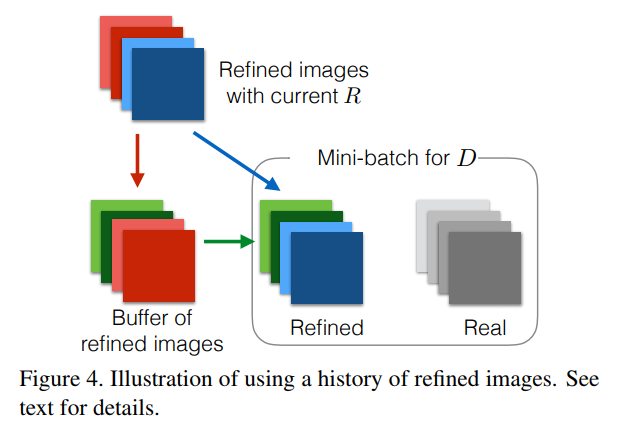 Refined images
with current R
Mini-batch for D
Buffer of
refined images
Refined
Real
Figure 4. Illustration of using a history of refined images. See
text for details.